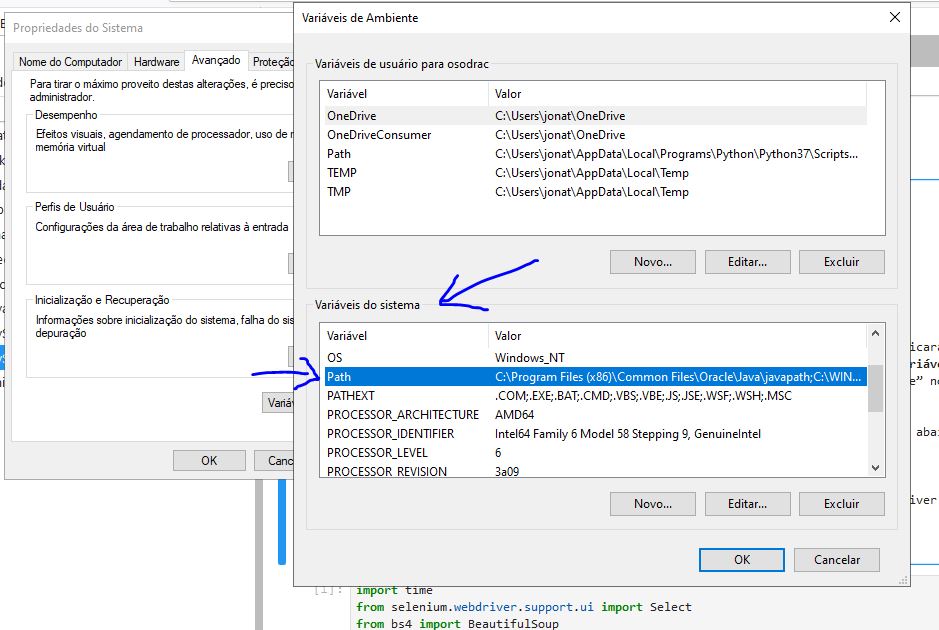 Propriedades do Sistema
Nome do Computador Hardware Avançado Proteção
Para tirar o máximo proveito destas alterações, é preciso
administrador.
Desempenho
Efeitos visuais, agendamento de processador, uso de
memória virtual
Perfis de Usuário
Configurações da área de trabalho relativas à entrada
Inicialização e Recuperação
Informações sobre inicialização do sistema, falha do
depuração
OK
Variáveis de Ambiente
Variáveis de usuário para osodrac
Variável Valor
OneDrive C:\Users\jonat\OneDrive
OneDriveConsumer C:\Users\jonat\OneDrive
Path C:\Users\jonat\AppData\Local\Programs\Python\Python37\Scripts...
TEMP C:\Users\jonat\AppData\Local\Temp
TMP C:\Users\jonat\AppData\Local\Temp
Novo... Editar... Excluir
Variáveis do sistema
Variável Valor
OS Windows_NT
Path C:\Program Files (x86)\Common Files\Oracle\Java\javapath;C:\WIN...
PATHEXT .COM;.EXE;.BAT;.CMD;.VBS;.VBE;.JS;.JSE;.WSF;.WSH;.MSC
PROCESSOR_ARCHITECTURE AMD64
PROCESSOR_IDENTIFIER Intel64 Family 6 Model 58 Stepping 9, GenuineIntel
PROCESSOR_LEVEL 6
PROCESSOR_REVISION 3a09
Novo... Editar... Excluir
OK Cancelar
[1]: import time
from selenium.webdriver.support.ui import Select
from bs4 import BeautifulSoup